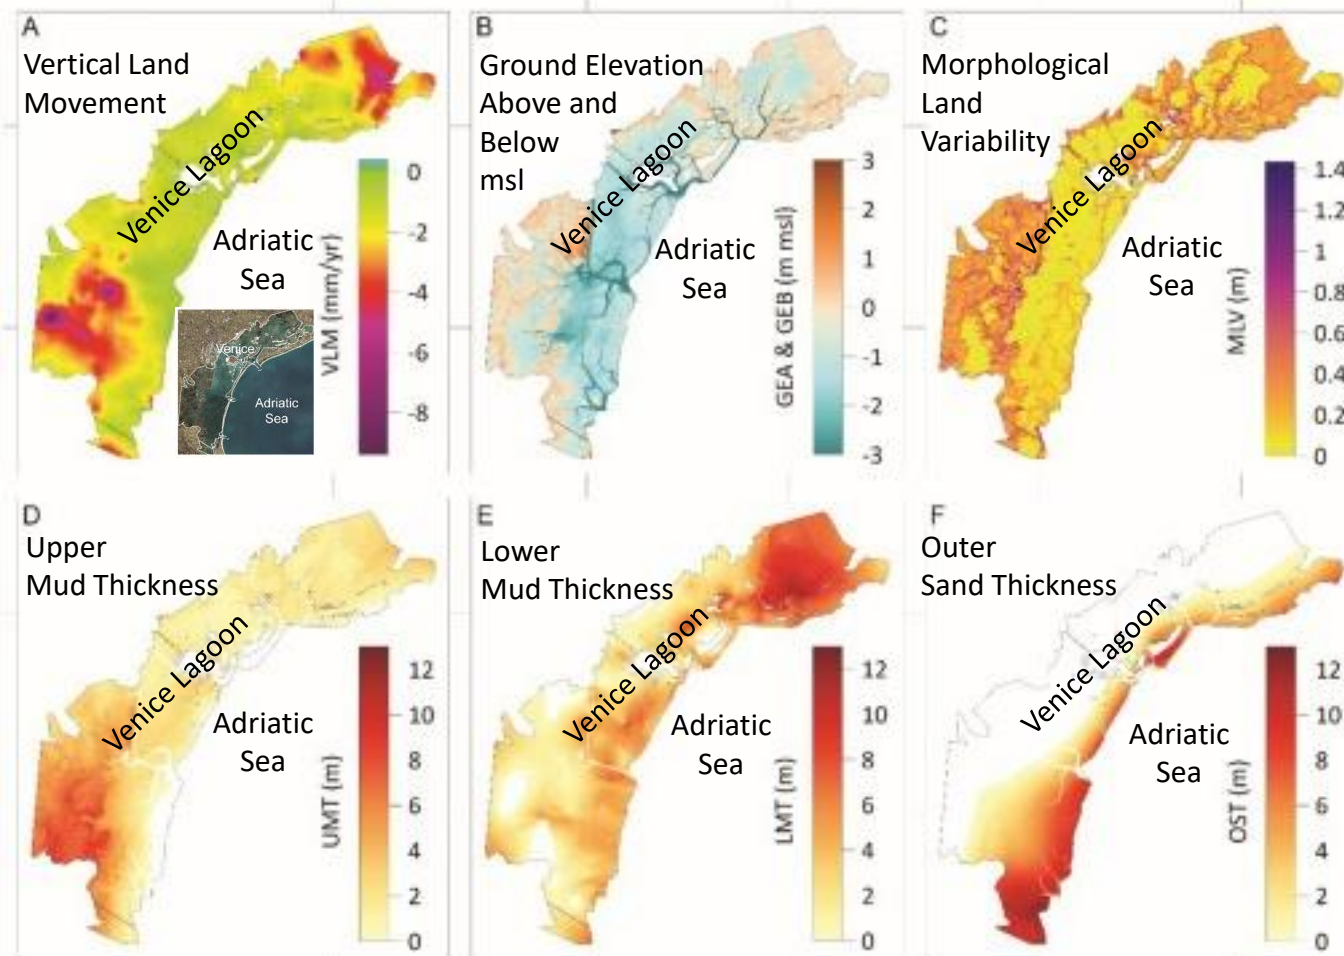 A
Vertical Land
Movement
Venice Lagoon
Adriatic
Sea
Venice
Adriatic
Sea
VLM (mm/yr)
0
-2
-4
-6
-8
B
Ground Elevation
Above and
Below
msl
Venice Lagoon
Adriatic
Sea
GEA & GEB (m msl)
3
2
1
0
-1
-2
-3
C
Morphological
Land
Variability
Venice Lagoon
Adriatic
Sea
MLV (m)
1.4
1.2
1
0.8
0.6
0.4
0.2
0
D
Upper
Mud Thickness
Venice Lagoon
Adriatic
Sea
UMT (m)
12
10
8
6
4
2
0
E
Lower
Mud Thickness
Venice Lagoon
Adriatic
Sea
LMT (m)
12
10
8
6
4
2
0
F
Outer
Sand Thickness
Venice Lagoon
Adriatic
Sea
OST (m)
12
10
8
6
4
2
0